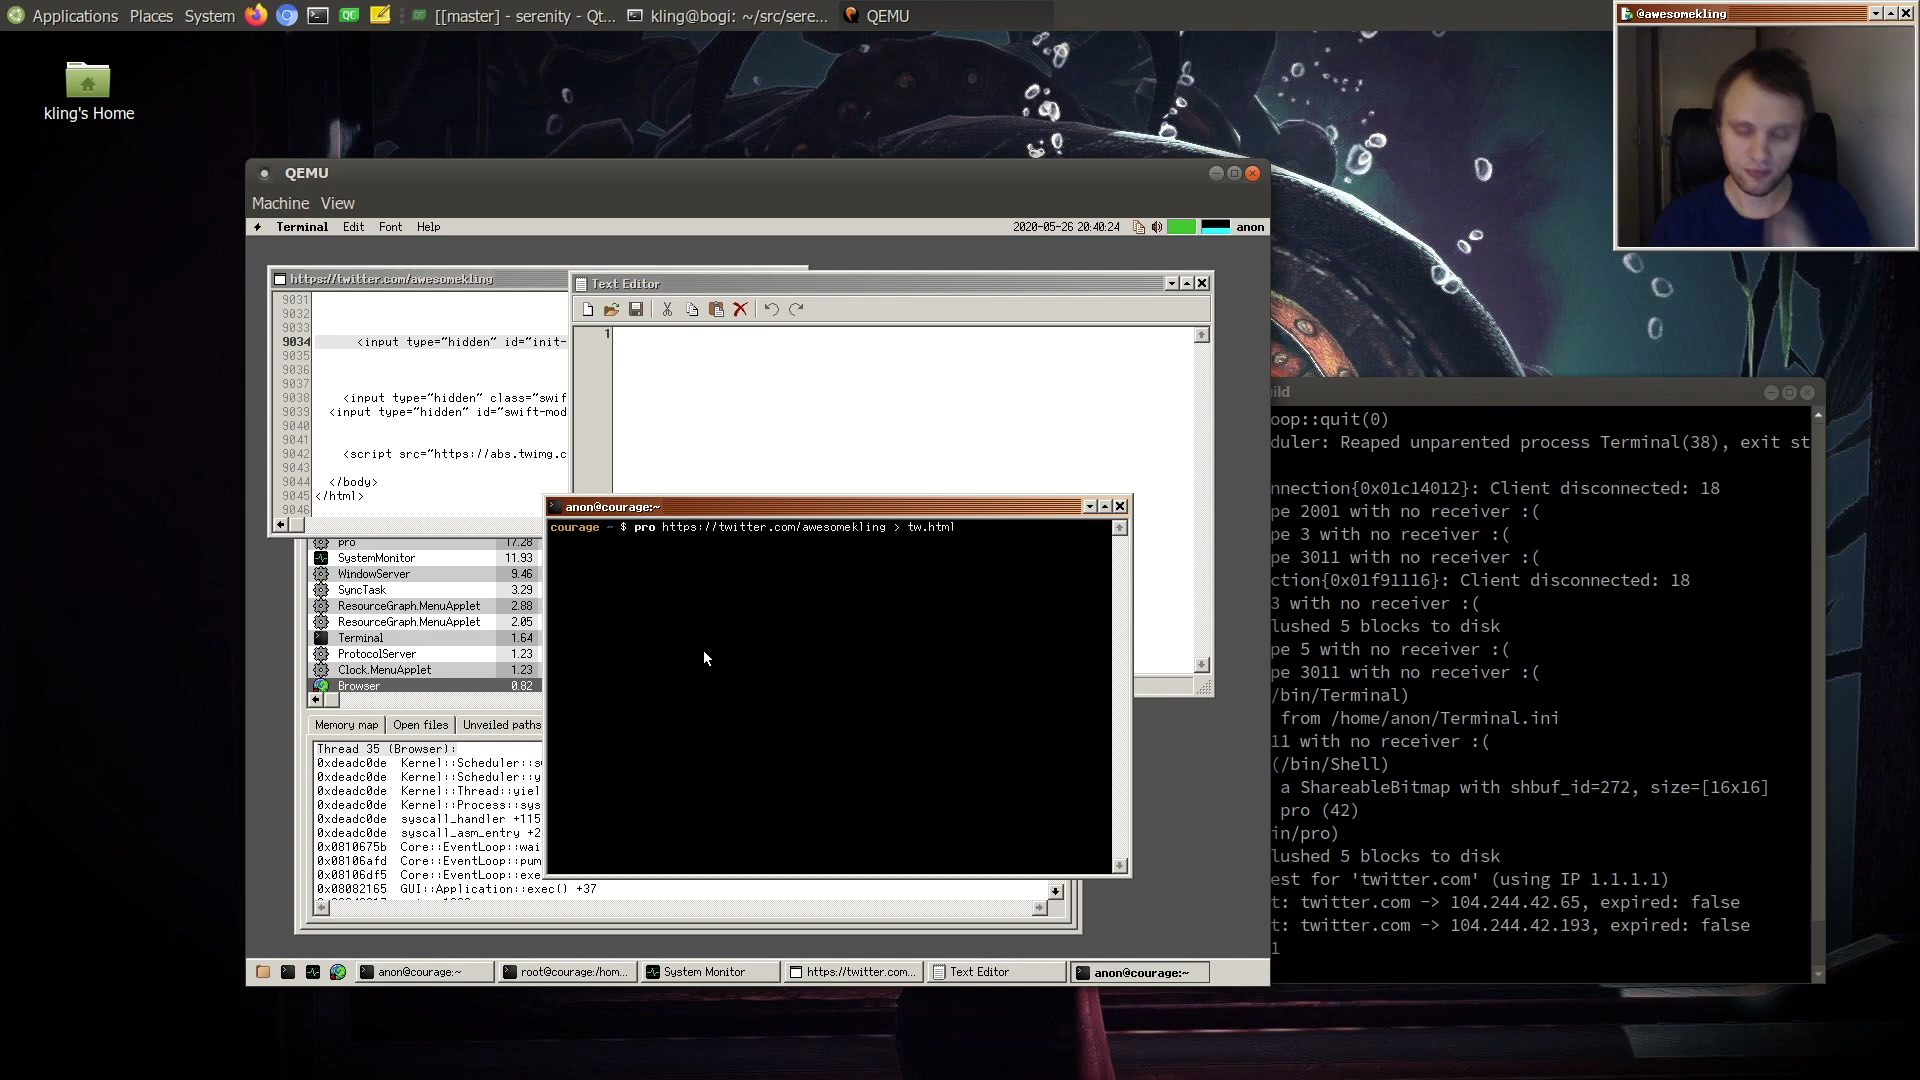 Applications Places System QC [[master] - serenity - Qt... kling@bogi: ~/src/sere... QEMU
@awesomekling
kling's Home
QEMU
Machine View
Terminal Edit Font Help 2020-05-26 20:40:24 anon
https://twitter.com/awesomekling
9031
9032
9033
9034 <input type="hidden" id="init-
9035
9036
9037
9038 <input type="hidden" class="swif
9039 <input type="hidden" id="swift-mod
9040
9041
9042 <script src="https://abs.twimg.c
9043
9044 </body>
9045 </html>
9046
Text Editor
1
anon@courage:~
courage ~ $ pro https://twitter.com/awesomekling > tw.html
pro 17.28
SystemMonitor 11.93
WindowServer 9.46
SyncTask 3.29
ResourceGraph.MenuApplet 2.88
ResourceGraph.MenuApplet 2.05
Terminal 1.64
ProtocolServer 1.23
Clock.MenuApplet 1.23
Browser 0.82
Memory map Open files Unveiled paths
Thread 35 (Browser):
0xdeadc0de Kernel::Scheduler::s
0xdeadc0de Kernel::Scheduler::y
0xdeadc0de Kernel::Thread::yiel
0xdeadc0de Kernel::Process::sys
0xdeadc0de syscall_handler +115
0xdeadc0de syscall_asm_entry +2
0x0810675b Core::EventLoop::wai
0x08106afd Core::EventLoop::pum
0x08106df5 Core::EventLoop::exe
0x08082165 GUI::Application::exec() +37
ild
oop::quit(0)
duler: Reaped unparented process Terminal(38), exit st
nnection{0x01c14012}: Client disconnected: 18
pe 2001 with no receiver :(
pe 3 with no receiver :(
pe 3011 with no receiver :(
ction{0x01f91116}: Client disconnected: 18
3 with no receiver :(
lushed 5 blocks to disk
pe 5 with no receiver :(
pe 3011 with no receiver :(
/bin/Terminal)
from /home/anon/Terminal.ini
11 with no receiver :(
(/bin/Shell)
a ShareableBitmap with shbuf_id=272, size=[16x16]
pro (42)
in/pro)
lushed 5 blocks to disk
est for 'twitter.com' (using IP 1.1.1.1)
t: twitter.com -> 104.244.42.65, expired: false
t: twitter.com -> 104.244.42.193, expired: false
1
anon@courage:~ root@courage:/hom... System Monitor https://twitter.com... Text Editor anon@courage:~